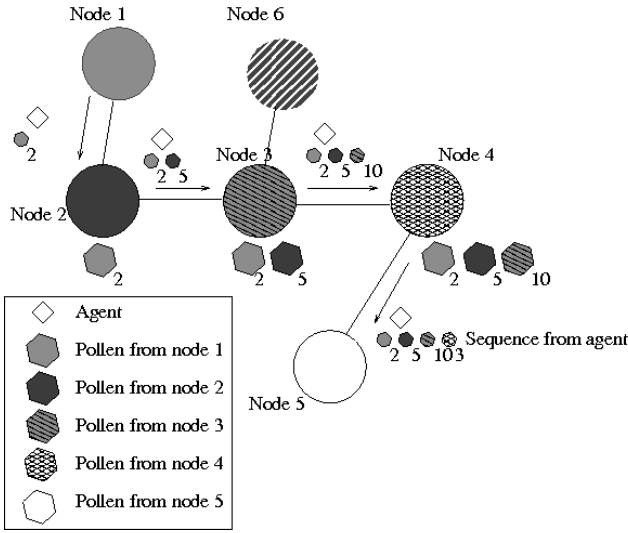 Node 1
Node 6
2
2 5
Node 3
2 5 10
Node 4
Node 2
2
2 5
2 5 10
Agent
Pollen from node 1
Pollen from node 2
Pollen from node 3
Pollen from node 4
Pollen from node 5
2 5 10 3
Sequence from agent
Node 5